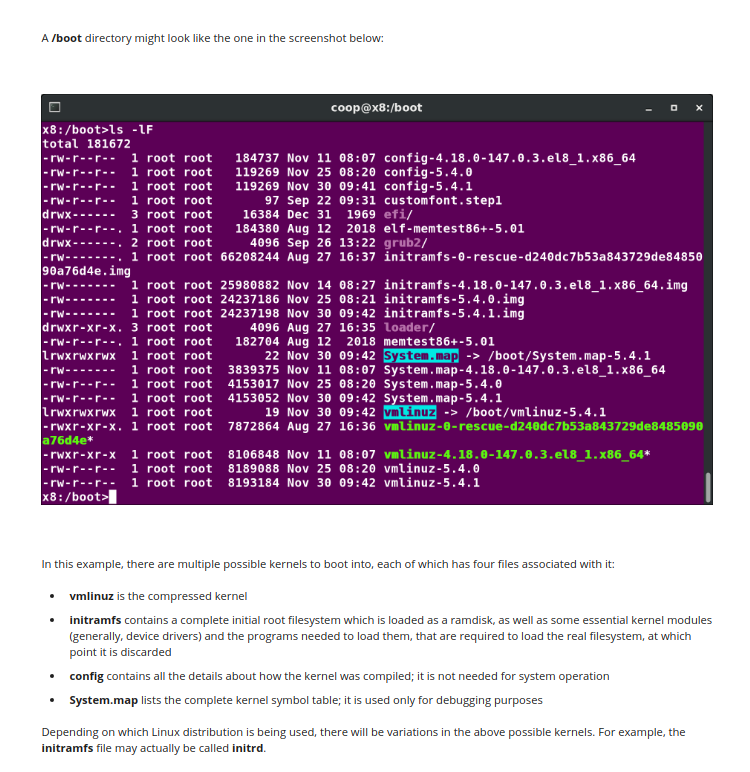 A /boot directory might look like the one in the screenshot below:
coop@x8:/boot
x8:/boot>ls -lF
total 181672
-rw-r--r-- 1 root root 184737 Nov 11 08:07 config-4.18.0-147.0.3.el8_1.x86_64
-rw-r--r-- 1 root root 119269 Nov 25 08:20 config-5.4.0
-rw-r--r-- 1 root root 119269 Nov 30 09:41 config-5.4.1
-rw-r--r-- 1 root root 97 Sep 22 09:31 customfont.step1
drwx------ 3 root root 16384 Dec 31 1969 efi/
-rw-r--r--. 1 root root 184380 Aug 12 2018 elf-memtest86+-5.01
drwx------. 2 root root 4096 Sep 26 13:22 grub2/
-rw-------. 1 root root 66208244 Aug 27 16:37 initramfs-0-rescue-d240dc7b53a843729de84850
90a76d4e.img
-rw------- 1 root root 25980882 Nov 14 08:27 initramfs-4.18.0-147.0.3.el8_1.x86_64.img
-rw------- 1 root root 24237186 Nov 25 08:21 initramfs-5.4.0.img
-rw------- 1 root root 24237198 Nov 30 09:42 initramfs-5.4.1.img
drwxr-xr-x. 3 root root 4096 Aug 27 16:35 loader/
-rw-r--r--. 1 root root 182704 Aug 12 2018 memtest86+-5.01
lrwxrwxrwx 1 root root 22 Nov 30 09:42 System.map -> /boot/System.map-5.4.1
-rw------- 1 root root 3839375 Nov 11 08:07 System.map-4.18.0-147.0.3.el8_1.x86_64
-rw-r--r-- 1 root root 4153017 Nov 25 08:20 System.map-5.4.0
-rw-r--r-- 1 root root 4153052 Nov 30 09:42 System.map-5.4.1
lrwxrwxrwx 1 root root 19 Nov 30 09:42 vmlinuz -> /boot/vmlinuz-5.4.1
-rwxr-xr-x. 1 root root 7872864 Aug 27 16:36 vmlinuz-0-rescue-d240dc7b53a843729de8485090
a76d4e*
-rwxr-xr-x 1 root root 8106848 Nov 11 08:07 vmlinuz-4.18.0-147.0.3.el8_1.x86_64*
-rw-r--r-- 1 root root 8189088 Nov 25 08:20 vmlinuz-5.4.0
-rw-r--r-- 1 root root 8193184 Nov 30 09:42 vmlinuz-5.4.1
x8:/boot>
In this example, there are multiple possible kernels to boot into, each of which has four files associated with it:
• vmlinuz is the compressed kernel
• initramfs contains a complete initial root filesystem which is loaded as a ramdisk, as well as some essential kernel modules
(generally, device drivers) and the programs needed to load them, that are required to load the real filesystem, at which
point it is discarded
• config contains all the details about how the kernel was compiled; it is not needed for system operation
• System.map lists the complete kernel symbol table; it is used only for debugging purposes
Depending on which Linux distribution is being used, there will be variations in the above possible kernels. For example, the
initramfs file may actually be called initrd.